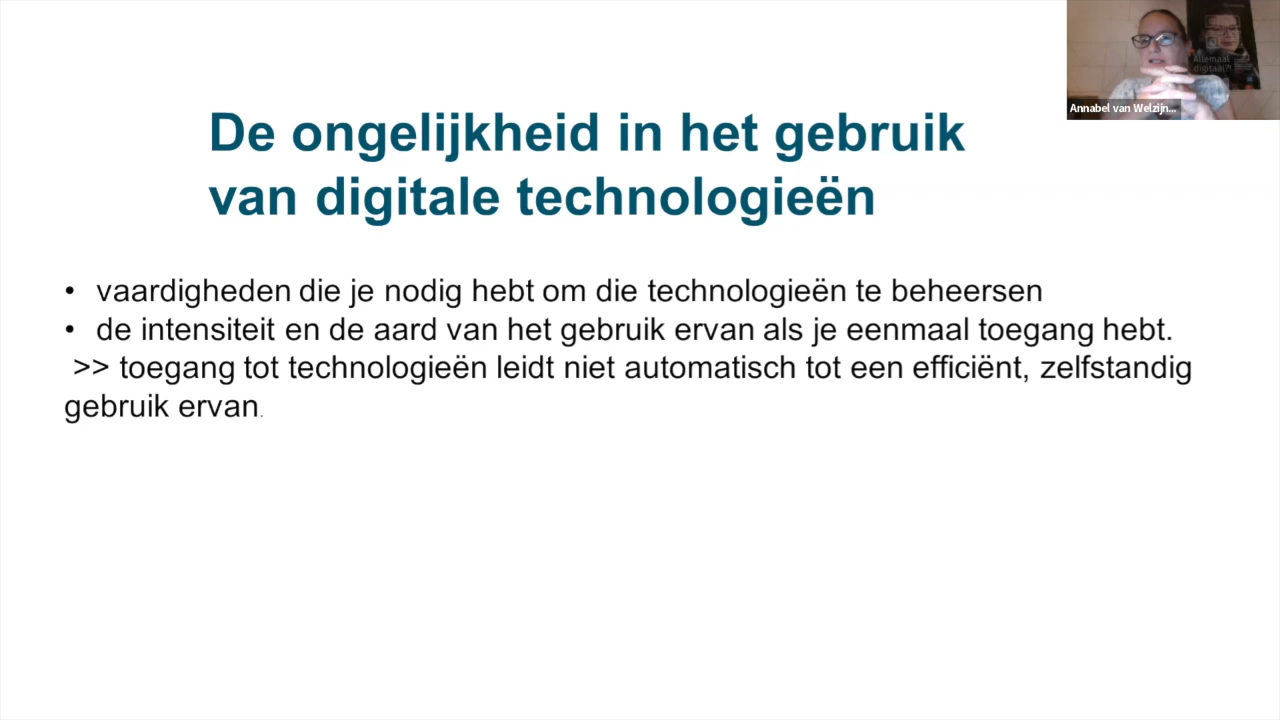 De ongelijkheid in het gebruik
van digitale technologieën
• vaardigheden die je nodig hebt om die technologieën te beheersen
• de intensiteit en de aard van het gebruik ervan als je eenmaal toegang hebt.
>> toegang tot technologieën leidt niet automatisch tot een efficiënt, zelfstandig
gebruik ervan.
Allemaal
digitaal?!
Annabel van Welzijn...